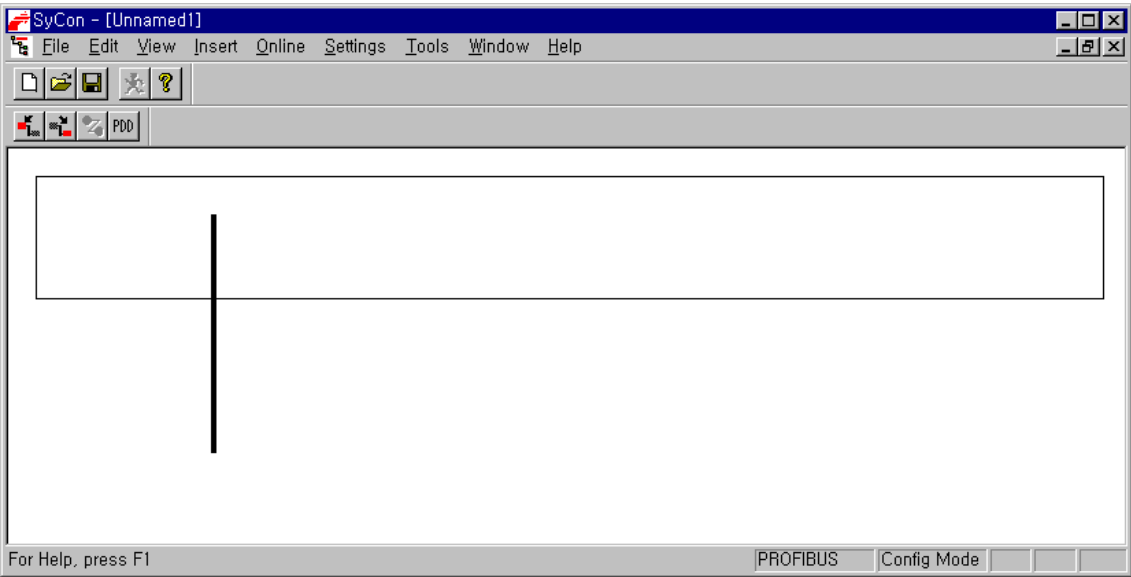 SyCon - [Unnamed1]
File Edit View Insert Online Settings Tools Window Help
PDD
For Help, press F1 PROFIBUS Config Mode